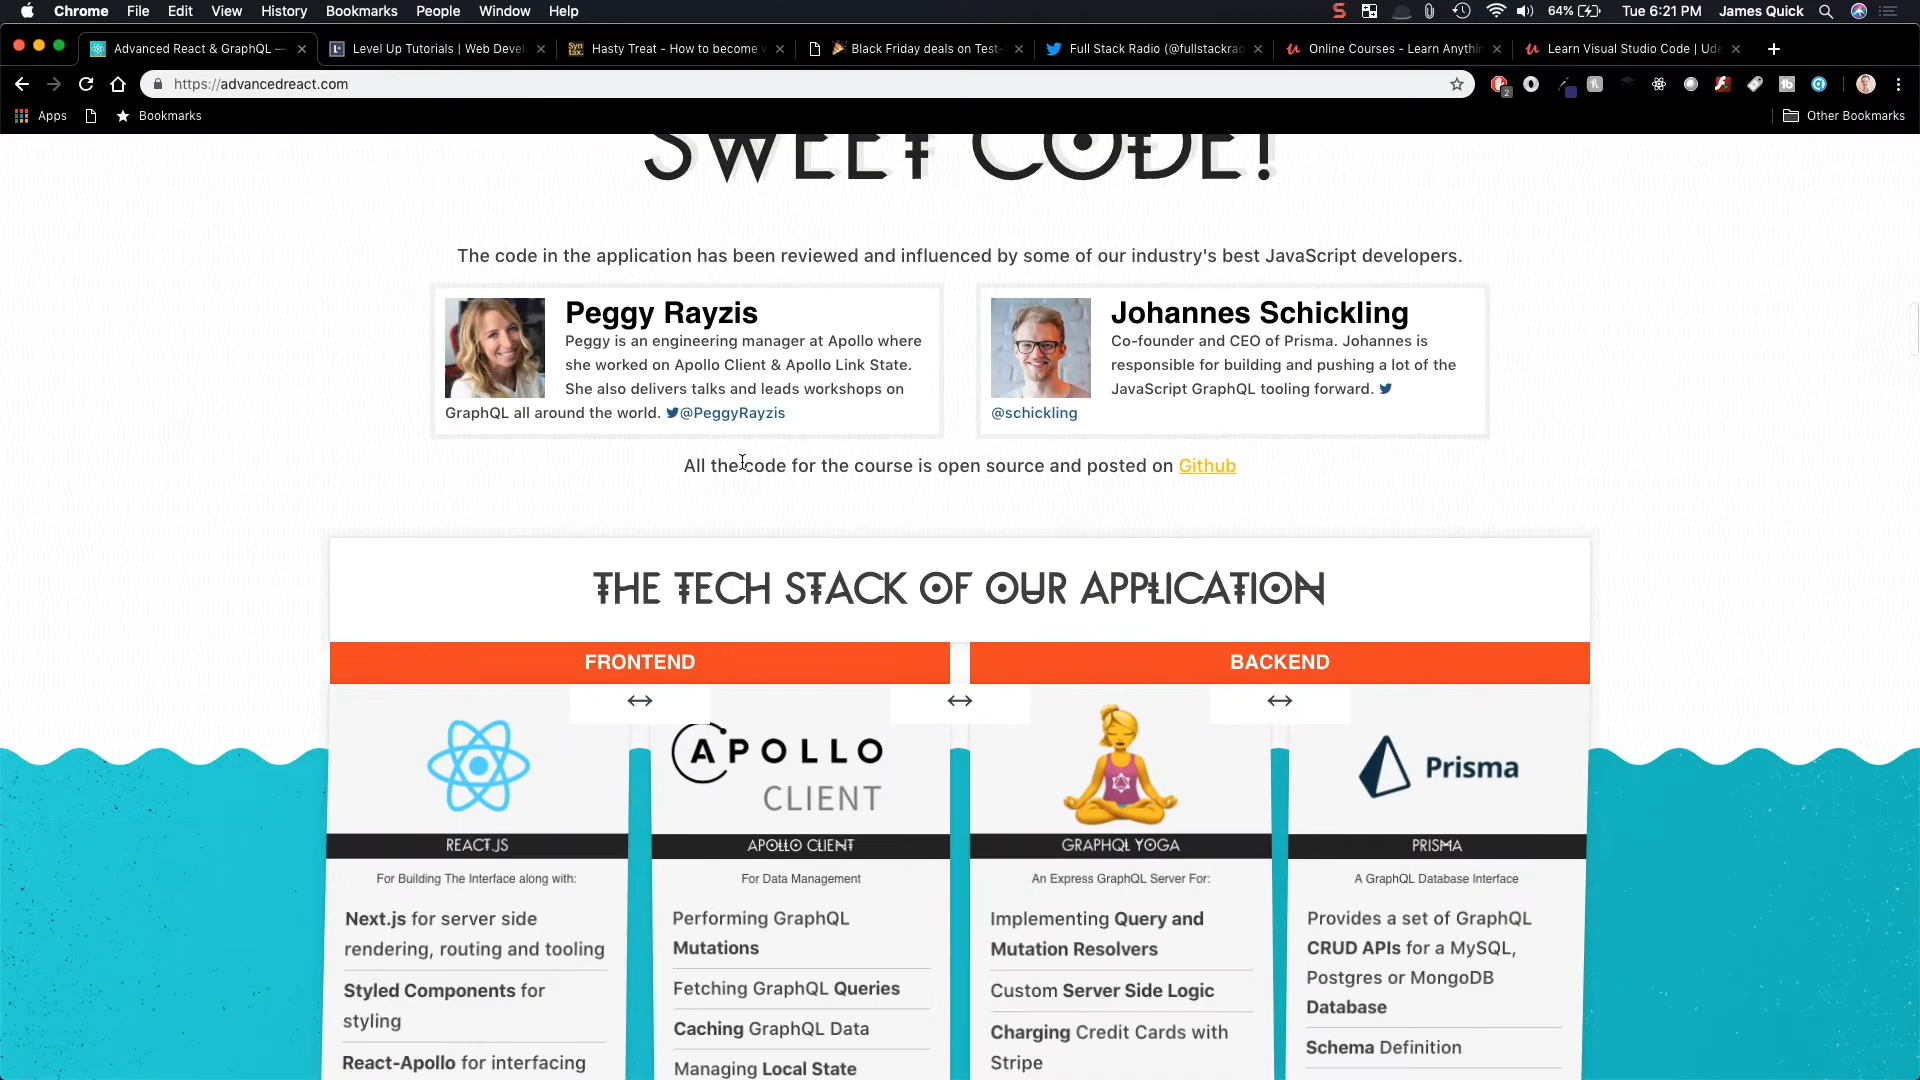 Chrome File Edit View History Bookmarks People Window Help
64% Tue 6:21 PM James Quick
Advanced React & GraphQL —
Level Up Tutorials | Web Devel
Hasty Treat - How to become
Black Friday deals on Test-
Full Stack Radio (@fullstackrad
Online Courses - Learn Anythin
Learn Visual Studio Code | Ude
https://advancedreact.com
2
Apps Bookmarks Other Bookmarks
SWEET CODE!
The code in the application has been reviewed and influenced by some of our industry's best JavaScript developers.
Peggy Rayzis
Peggy is an engineering manager at Apollo where
she worked on Apollo Client & Apollo Link State.
She also delivers talks and leads workshops on
GraphQL all around the world. @PeggyRayzis
Johannes Schickling
Co-founder and CEO of Prisma. Johannes is
responsible for building and pushing a lot of the
JavaScript GraphQL tooling forward.
@schickling
All the code for the course is open source and posted on Github
THE TECH STACK OF OUR APPLICATION
FRONTEND
BACKEND
REACT.JS
For Building The Interface along with:
Next.js for server side
rendering, routing and tooling
Styled Components for
styling
React-Apollo for interfacing
APOLLO
CLIENT
APOLLO CLIENT
For Data Management
Performing GraphQL
Mutations
Fetching GraphQL Queries
Caching GraphQL Data
Managing Local State
GRAPHQL YOGA
An Express GraphQL Server For:
Implementing Query and
Mutation Resolvers
Custom Server Side Logic
Charging Credit Cards with
Stripe
Prisma
PRISMA
A GraphQL Database Interface
Provides a set of GraphQL
CRUD APIs for a MySQL,
Postgres or MongoDB
Database
Schema Definition